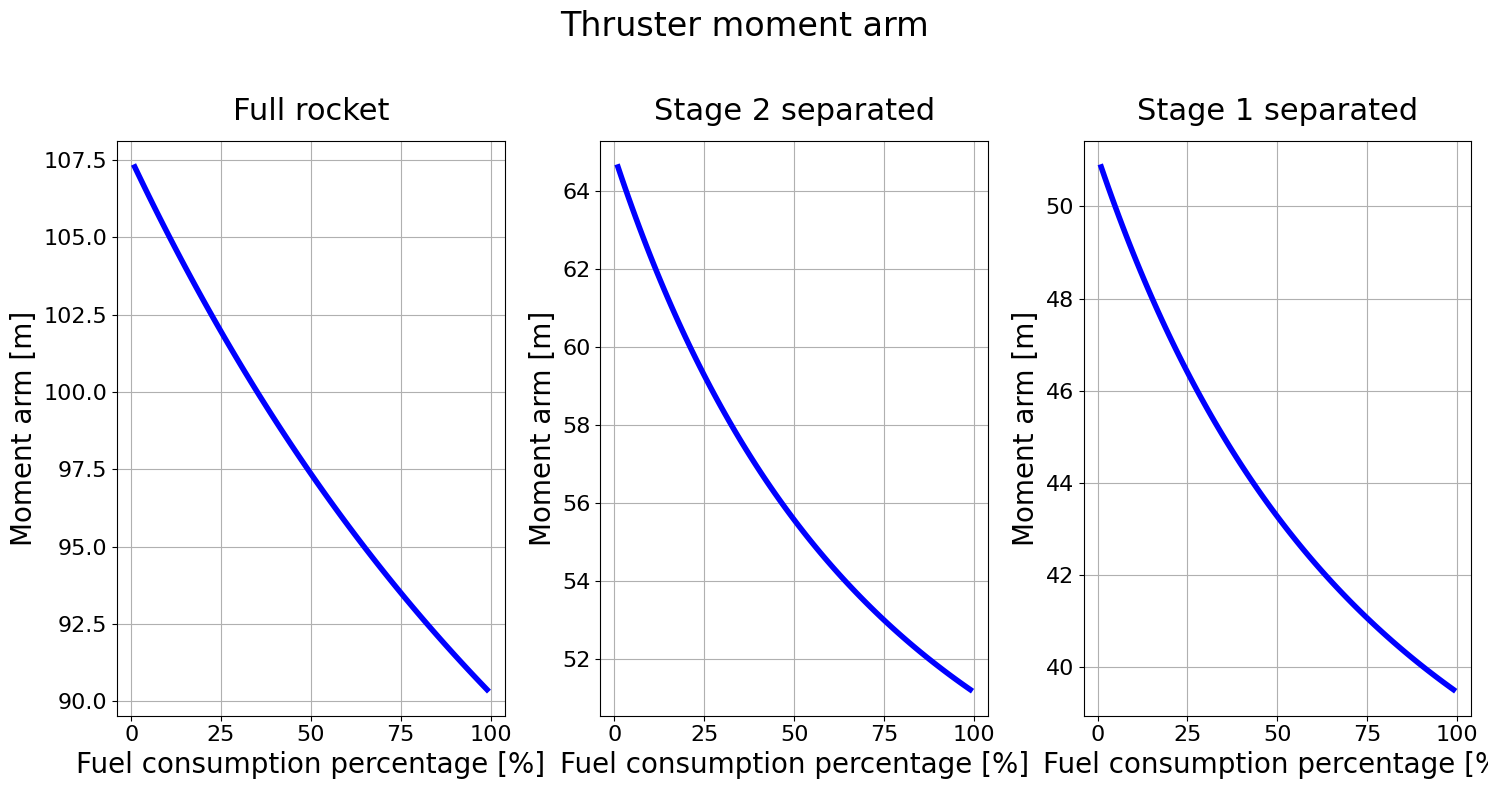 Thruster moment arm
Full rocket
Moment arm [m]
107.5
105.0
102.5
100.0
97.5
95.0
92.5
90.0
0 25 50 75 100
Fuel consumption percentage [%]
Stage 2 separated
Moment arm [m]
64
62
60
58
56
54
52
0 25 50 75 100
Fuel consumption percentage [%]
Stage 1 separated
Moment arm [m]
50
48
46
44
42
40
0 25 50 75 100
Fuel consumption percentage [%